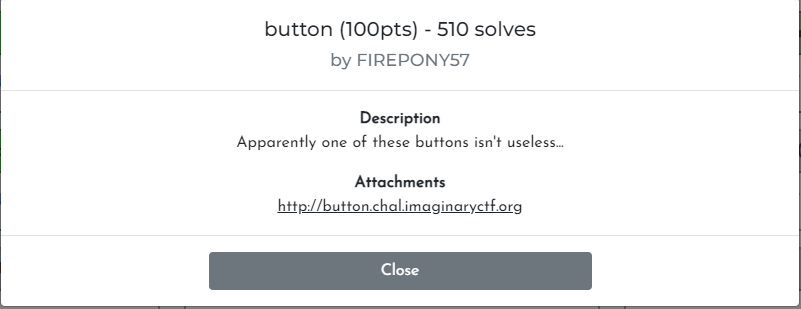 button (100pts) - 510 solves
by FIREPONY57
Description
Apparently one of these buttons isn't useless...
Attachments
http://button.chal.imaginaryctf.org
Close